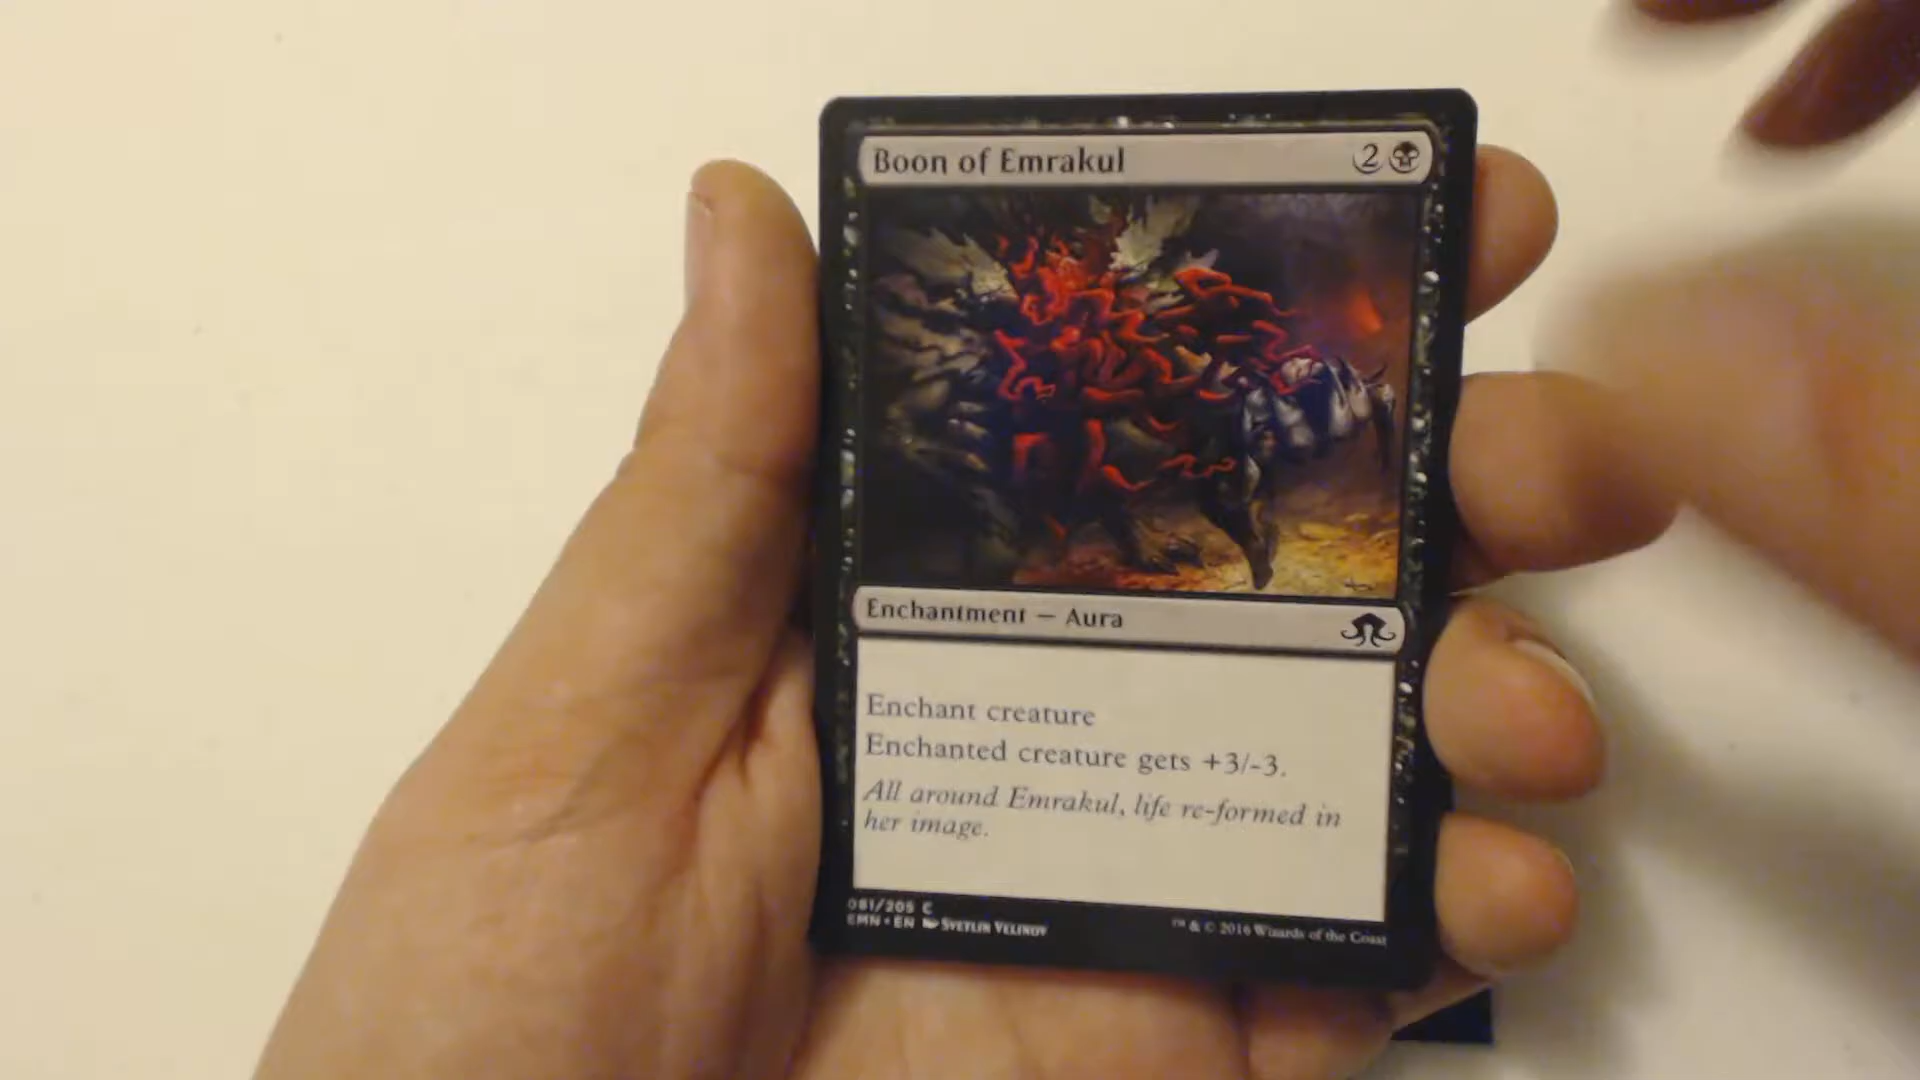 Boon of Emrakul 2
Enchantment — Aura
Enchant creature
Enchanted creature gets +3/-3.
All around Emrakul, life re-formed in
her image.
081/205 C
EMN • EN Svetlin Velinov ™ & © 2016 Wizards of the Coast